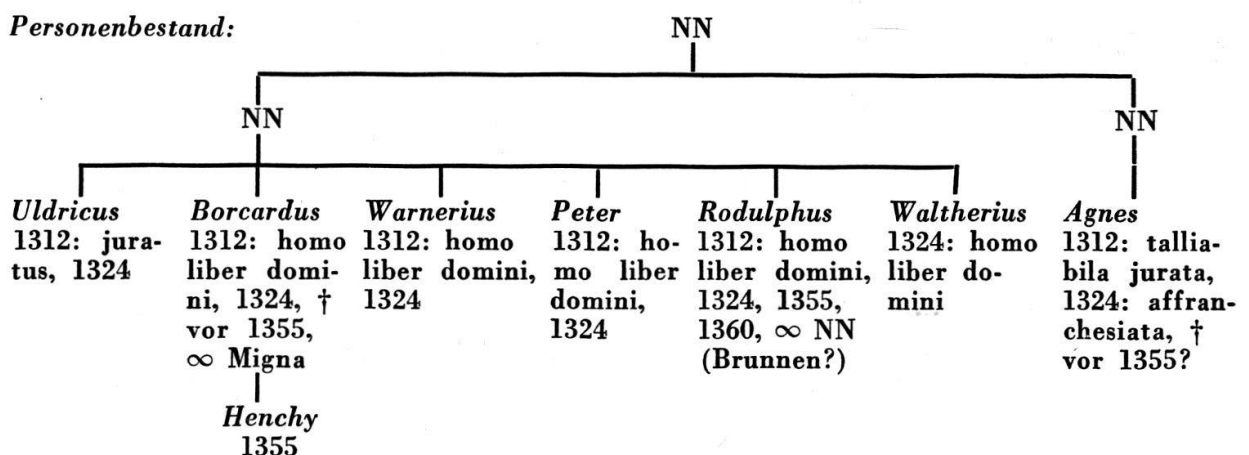 Personenbestand:
NN
NN
NN
Uldricus
1312: jura-
tus, 1324
Borcardus
1312: homo
liber domi-
ni, 1324, †
vor 1355,
∞ Migna
Henchy
1355
Warnerius
1312: homo
liber domini,
1324
Peter
1312: ho-
mo liber
domini,
1324
Rodulphus
1312: homo
liber domini,
1324, 1355,
1360, ∞ NN
(Brunnen?)
Waltherius
1324: homo
liber do-
mini
Agnes
1312: tallia-
bila jurata,
1324: affran-
chesiata, †
vor 1355?